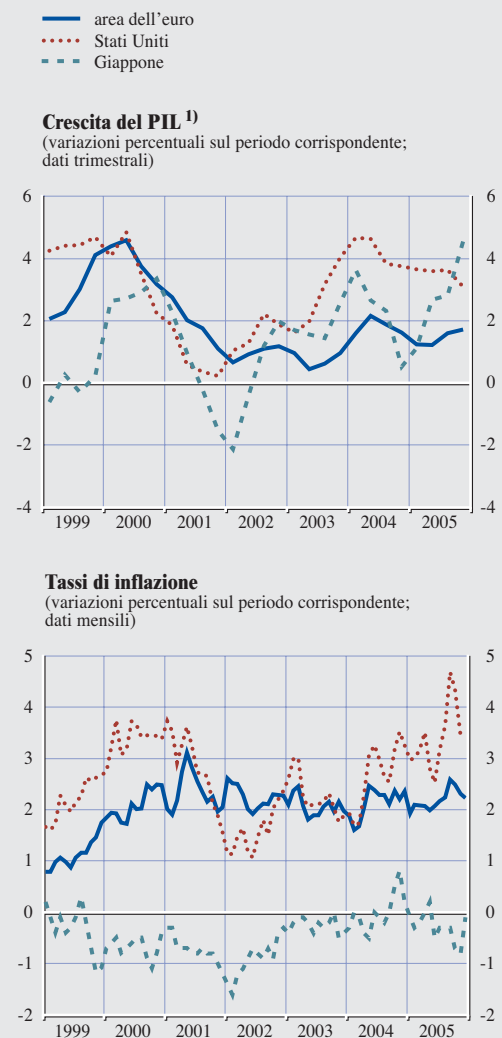 area dell'euro
Stati Uniti
Giappone
Crescita del PIL 1)
(variazioni percentuali sul periodo corrispondente;
dati trimestrali)
6 6
4 4
2 2
0 0
-2 -2
-4 -4
1999 2000 2001 2002 2003 2004 2005
Tassi di inflazione
(variazioni percentuali sul periodo corrispondente;
dati mensili)
5 5
4 4
3 3
2 2
1 1
0 0
-1 -1
-2 -2
1999 2000 2001 2002 2003 2004 2005